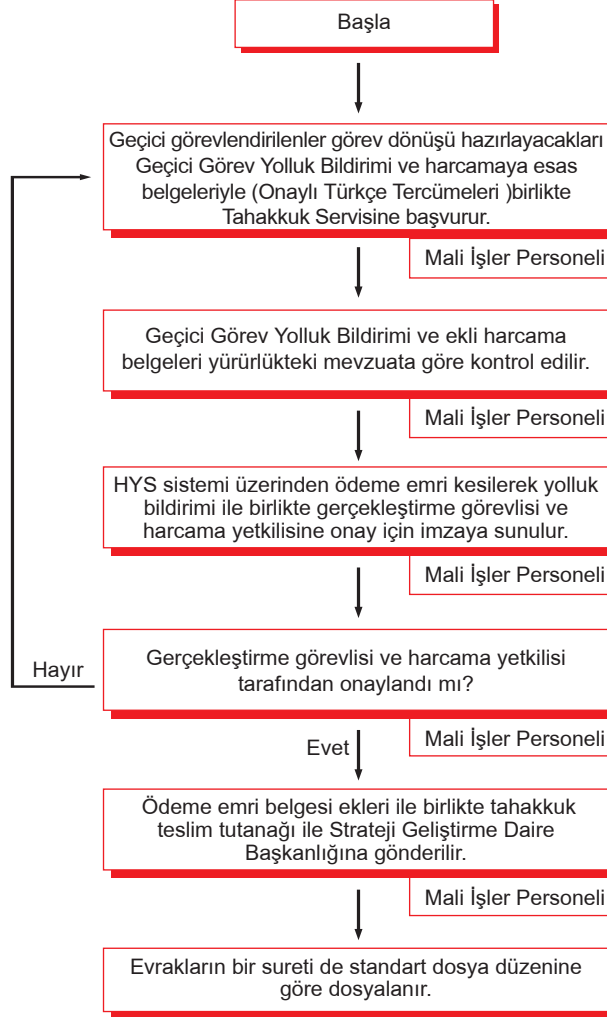 Başla
Geçici görevlendirilenler görev dönüşü hazırlayacakları
Geçici Görev Yolluk Bildirimi ve harcamaya esas
belgeleriyle (Onaylı Türkçe Tercümeleri )birlikte
Tahakkuk Servisine başvurur.
Mali İşler Personeli
Geçici Görev Yolluk Bildirimi ve ekli harcama
belgeleri yürürlükteki mevzuata göre kontrol edilir.
Mali İşler Personeli
HYS sistemi üzerinden ödeme emri kesilerek yolluk
bildirimi ile birlikte gerçekleştirme görevlisi ve
harcama yetkilisine onay için imzaya sunulur.
Mali İşler Personeli
Hayır
Gerçekleştirme görevlisi ve harcama yetkilisi
tarafından onaylandı mı?
Mali İşler Personeli
Evet
Ödeme emri belgesi ekleri ile birlikte tahakkuk
teslim tutanağı ile Strateji Geliştirme Daire
Başkanlığına gönderilir.
Mali İşler Personeli
Evrakların bir sureti de standart dosya düzenine
göre dosyalanır.